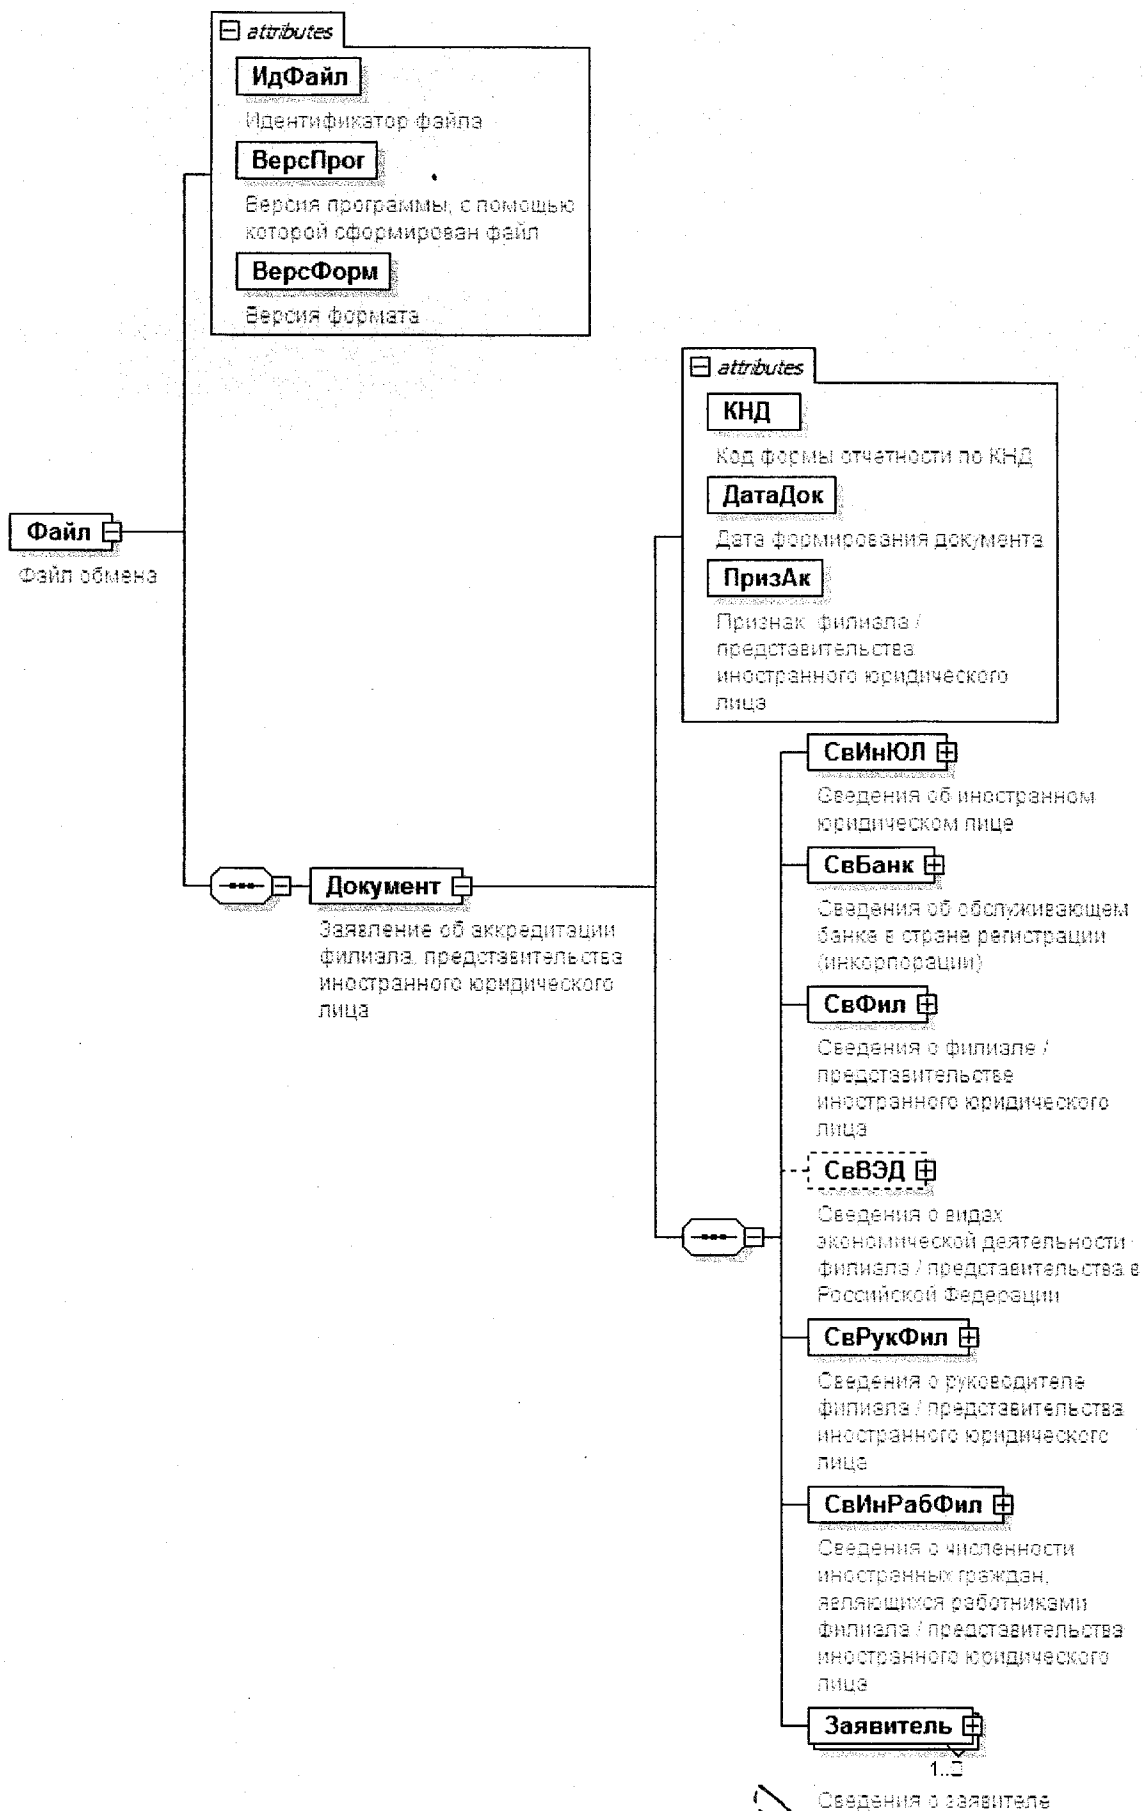 attributes
ИдФайл
Идентификатор файла
ВерсПрог
Версия программы, с помощью
которой сформирован файл
ВерсФорм
Версия формата
attributes
КНД
Код формы отчетности по КНД
ДатаДок
Дата формирования документа
ПризАк
Признак филиала /
представительства
иностранного юридического
лица
Файл
Файл обмена
Документ
Заявление об аккредитации
филиала, представительства
иностранного юридического
лица
СвИнЮЛ
Сведения об иностранном
юридическом лице
СвБанк
Сведения об обслуживающем
банке в стране регистрации
(инкорпорации)
СвФил
Сведения о филиале /
представительстве
иностранного юридического
лица
СвВЭД
Сведения о видах
экономической деятельности
филиала / представительства в
Российской Федерации
СвРукФил
Сведения о руководителе
филиала / представительства
иностранного юридического
лица
СвИнРабФил
Сведения о численности
иностранных граждан,
являющихся работниками
филиала / представительства
иностранного юридического
лица
Заявитель
Сведения о заявителе